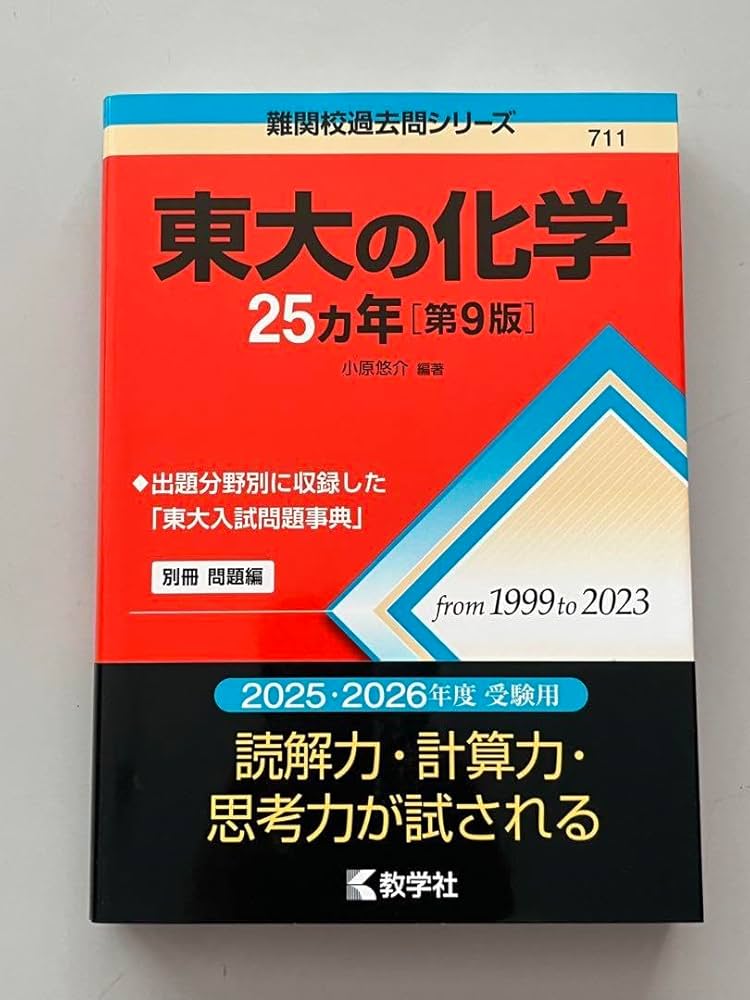 難関校過去問シリーズ
711
東大の化学
25ヵ年[第9版]
小原悠介 編著
◆出題分野別に収録した
「東大入試問題事典」
別冊 問題編
from 1999 to 2023
2025・2026年度 受験用
読解力・計算力・
思考力が試される
教学社